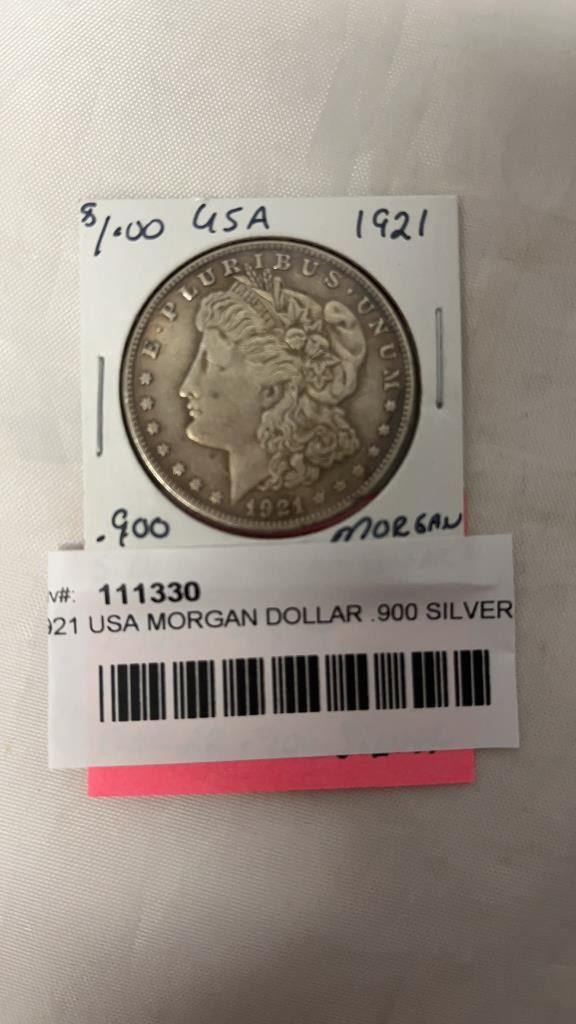 $1.00 USA 1921
E·PLURIBUS·UNUM
1921
.900 MORGAN
v#: 111330
921 USA MORGAN DOLLAR .900 SILVER